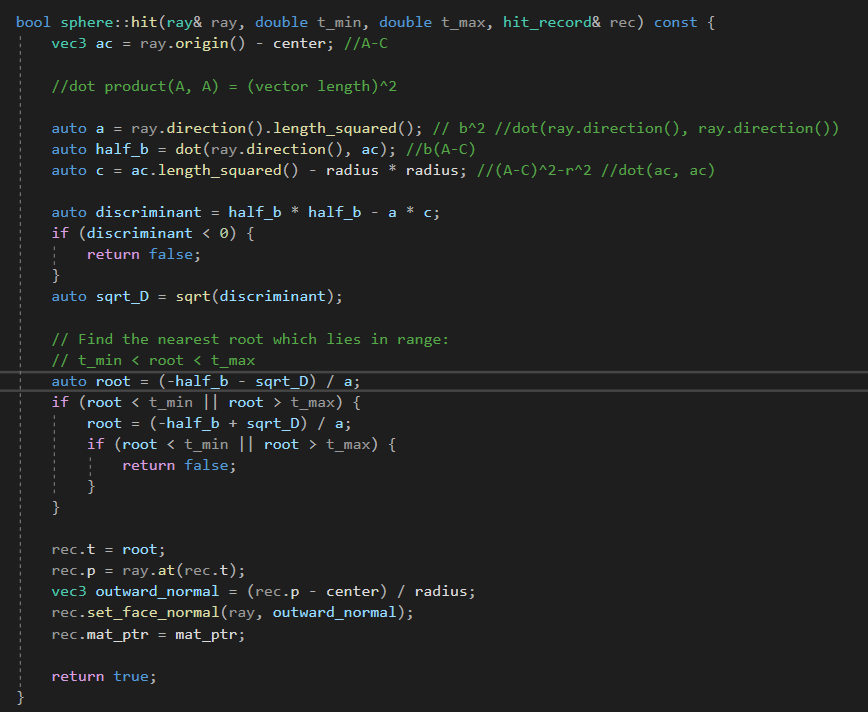 bool sphere::hit(ray& ray, double t_min, double t_max, hit_record& rec) const {
    vec3 ac = ray.origin() - center; //A-C

    //dot product(A, A) = (vector length)^2

    auto a = ray.direction().length_squared(); // b^2 //dot(ray.direction(), ray.direction())
    auto half_b = dot(ray.direction(), ac); //b(A-C)
    auto c = ac.length_squared() - radius * radius; //(A-C)^2-r^2 //dot(ac, ac)

    auto discriminant = half_b * half_b - a * c;
    if (discriminant < 0) {
        return false;
    }
    auto sqrt_D = sqrt(discriminant);

    // Find the nearest root which lies in range:
    // t_min < root < t_max
    auto root = (-half_b - sqrt_D) / a;
    if (root < t_min || root > t_max) {
        root = (-half_b + sqrt_D) / a;
        if (root < t_min || root > t_max) {
            return false;
        }
    }

    rec.t = root;
    rec.p = ray.at(rec.t);
    vec3 outward_normal = (rec.p - center) / radius;
    rec.set_face_normal(ray, outward_normal);
    rec.mat_ptr = mat_ptr;

    return true;
}